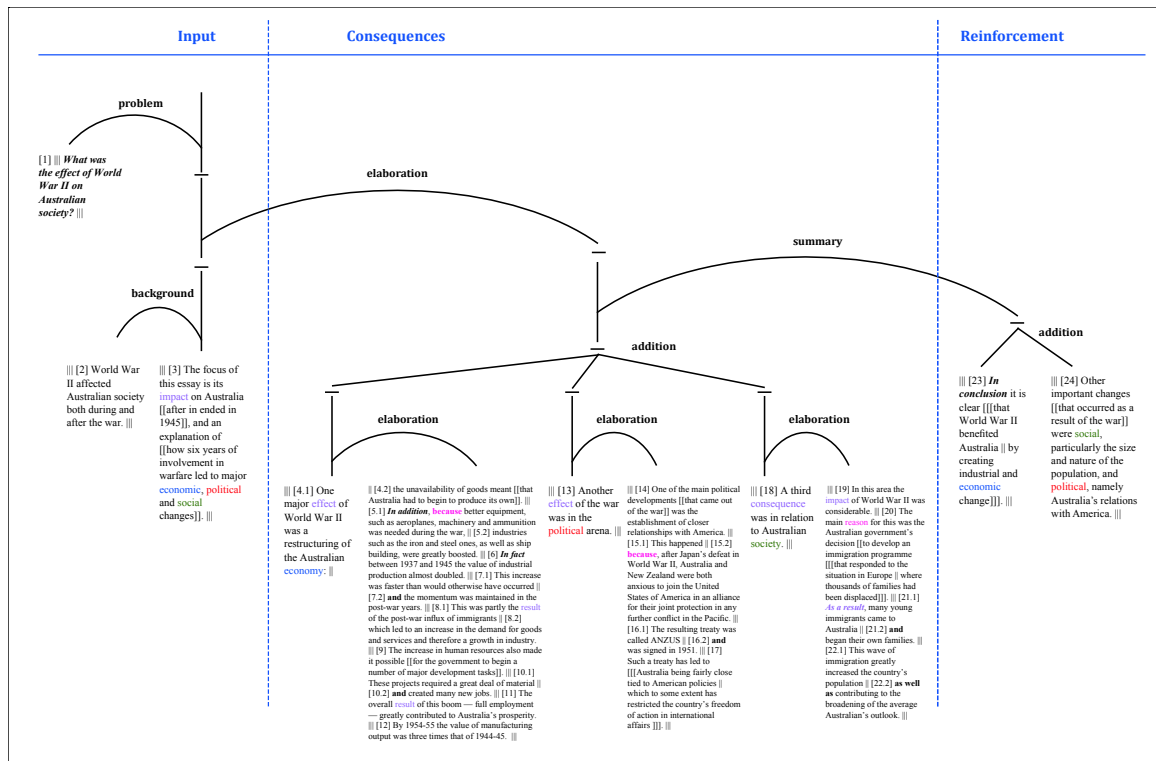 Input
Consequences
Reinforcement
problem
[1] ||| What was
the effect of World
War II on
Australian
society? |||
elaboration
summary
background
addition
addition
||| [2] World War
II affected
Australian society
both during and
after the war. |||
||| [3] The focus of
this essay is its
impact on Australia
[[after in ended in
1945]], and an
explanation of
[[how six years of
involvement in
warfare led to major
economic, political
and social
changes]]. |||
elaboration
elaboration
elaboration
||| [4.1] One
major effect of
World War II
was a
restructuring of
the Australian
economy: ||
|| [4.2] the unavailability of goods meant [[that
Australia had to begin to produce its own]]. |||
[5.1] In addition, because better equipment,
such as aeroplanes, machinery and ammunition
was needed during the war, || [5.2] industries
such as the iron and steel ones, as well as ship
building, were greatly boosted. ||| [6] In fact
between 1937 and 1945 the value of industrial
production almost doubled. ||| [7.1] This increase
was faster than would otherwise have occurred ||
[7.2] and the momentum was maintained in the
post-war years. ||| [8.1] This was partly the result
of the post-war influx of immigrants || [8.2]
which led to an increase in the demand for goods
and services and therefore a growth in industry.
||| [9] The increase in human resources also made
it possible [[for the government to begin a
number of major development tasks]]. ||| [10.1]
These projects required a great deal of material ||
[10.2] and created many new jobs. ||| [11] The
overall result of this boom — full employment
— greatly contributed to Australia’s prosperity.
||| [12] By 1954-55 the value of manufacturing
output was three times that of 1944-45. |||
||| [13] Another
effect of the war
was in the
political arena. |||
||| [14] One of the main political
developments [[that came out
of the war]] was the
establishment of closer
relationships with America. |||
[15.1] This happened || [15.2]
because, after Japan’s defeat in
World War II, Australia and
New Zealand were both
anxious to join the United
States of America in an alliance
for their joint protection in any
further conflict in the Pacific. |||
[16.1] The resulting treaty was
called ANZUS || [16.2] and
was signed in 1951. ||| [17]
Such a treaty has led to
[[[Australia being fairly close
tied to American policies ||
which to some extent has
restricted the country’s freedom
of action in international
affairs ]]]. |||
||| [18] A third
consequence
was in relation
to Australian
society. |||
||| [19] In this area the
impact of World War II was
considerable. ||| [20] The
main reason for this was the
Australian government’s
decision [[to develop an
immigration programme
[[[that responded to the
situation in Europe || where
thousands of families had
been displaced]]]. ||| [21.1]
As a result, many young
immigrants came to
Australia || [21.2] and
began their own families. |||
[22.1] This wave of
immigration greatly
increased the country’s
population || [22.2] as well
as contributing to the
broadening of the average
Australian’s outlook. |||
||| [23] In
conclusion it is
clear [[[that
World War II
benefited
Australia || by
creating
industrial and
economic
change]]]. |||
||| [24] Other
important changes
[[that occurred as a
result of the war]]
were social,
particularly the size
and nature of the
population, and
political, namely
Australia’s relations
with America. |||